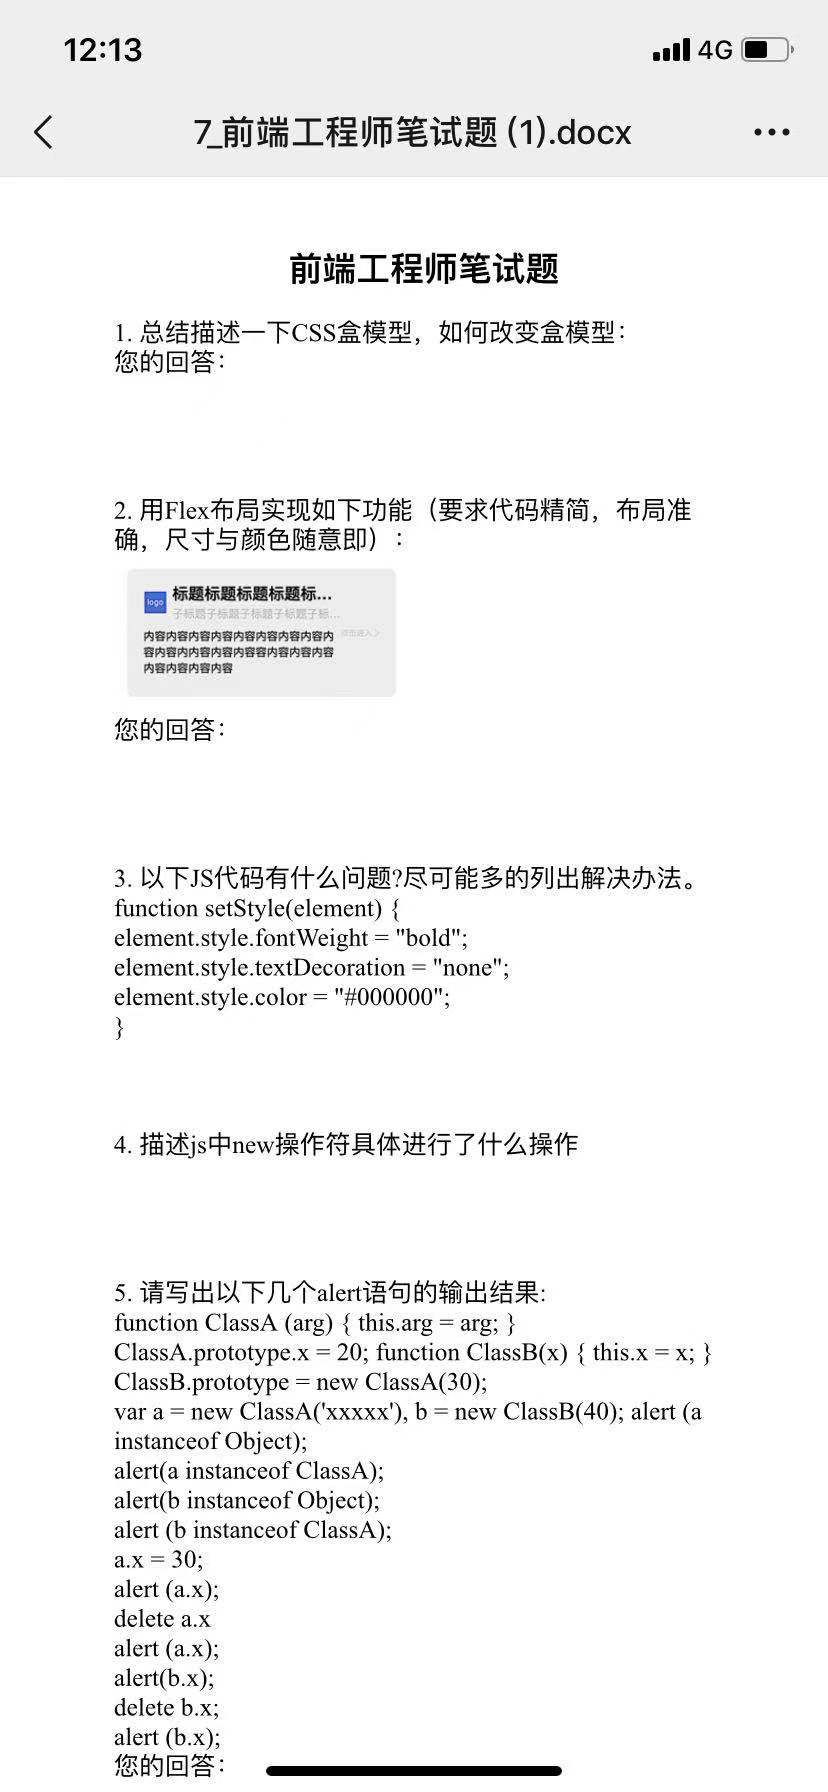 12:13
4G
7_前端工程师笔试题 (1).docx
前端工程师笔试题
1. 总结描述一下CSS盒模型，如何改变盒模型：
您的回答：
2. 用Flex布局实现如下功能（要求代码精简，布局准
确，尺寸与颜色随意即）：
logo
标题标题标题标题标...
子标题子标题子标题子标题子标...
内容内容内容内容内容内容内容内容内
点击进入>
容内容内内容内容内容容内容内容内容
内容内容内容内容
您的回答：
3. 以下JS代码有什么问题?尽可能多的列出解决办法。
function setStyle(element) {
element.style.fontWeight = "bold";
element.style.textDecoration = "none";
element.style.color = "#000000";
}
4. 描述js中new操作符具体进行了什么操作
5. 请写出以下几个alert语句的输出结果:
function ClassA (arg) { this.arg = arg; }
ClassA.prototype.x = 20; function ClassB(x) { this.x = x; }
ClassB.prototype = new ClassA(30);
var a = new ClassA('xxxxx'), b = new ClassB(40); alert (a
instanceof Object);
alert(a instanceof ClassA);
alert(b instanceof Object);
alert (b instanceof ClassA);
a.x = 30;
alert (a.x);
delete a.x
alert (a.x);
alert(b.x);
delete b.x;
alert (b.x);
您的回答：